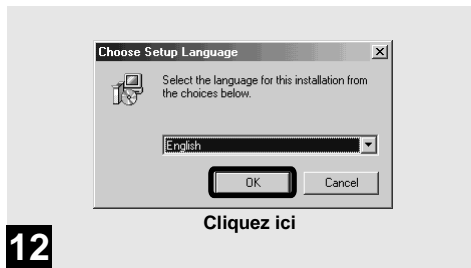 Choose Setup Language
Select the language for this installation from
the choices below.
English
OK Cancel
Cliquez ici
12